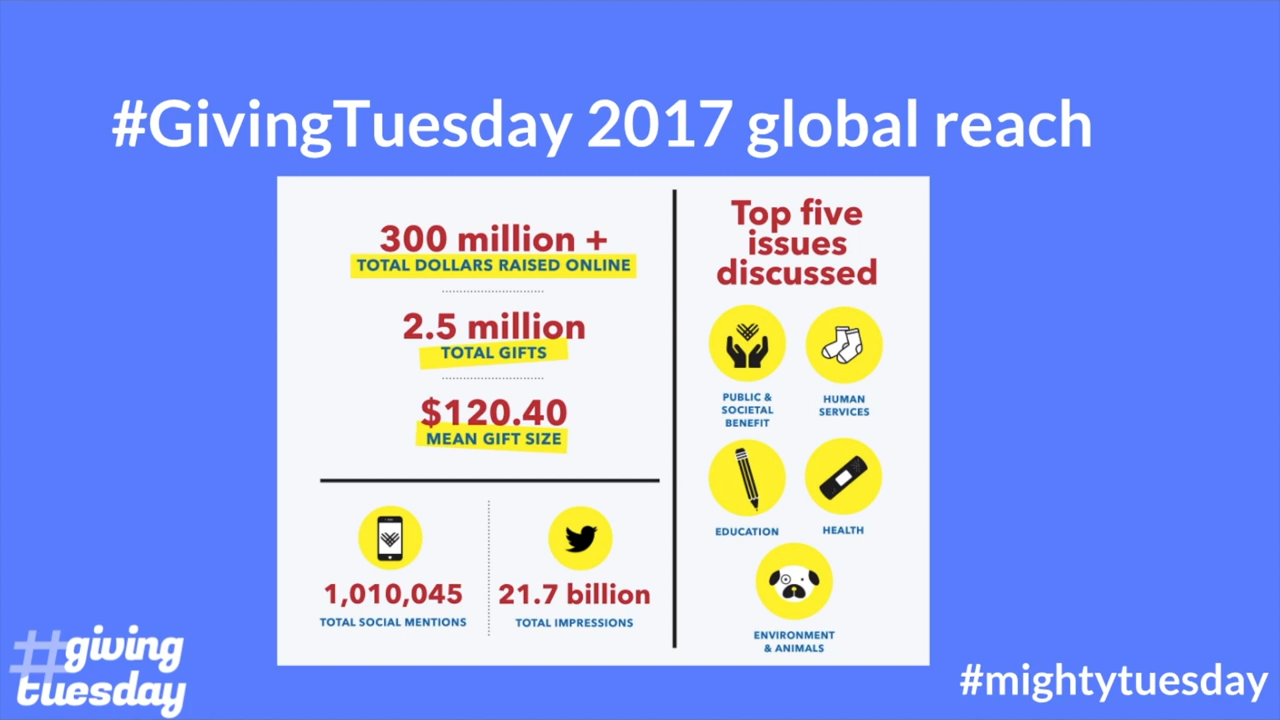 #GivingTuesday 2017 global reach
300 million +
TOTAL DOLLARS RAISED ONLINE
2.5 million
TOTAL GIFTS
$120.40
MEAN GIFT SIZE
1,010,045
TOTAL SOCIAL MENTIONS
21.7 billion
TOTAL IMPRESSIONS
Top five
issues
discussed
PUBLIC &
SOCIETAL
BENEFIT
HUMAN
SERVICES
EDUCATION
HEALTH
ENVIRONMENT
& ANIMALS
#giving
tuesday
#mightytuesday